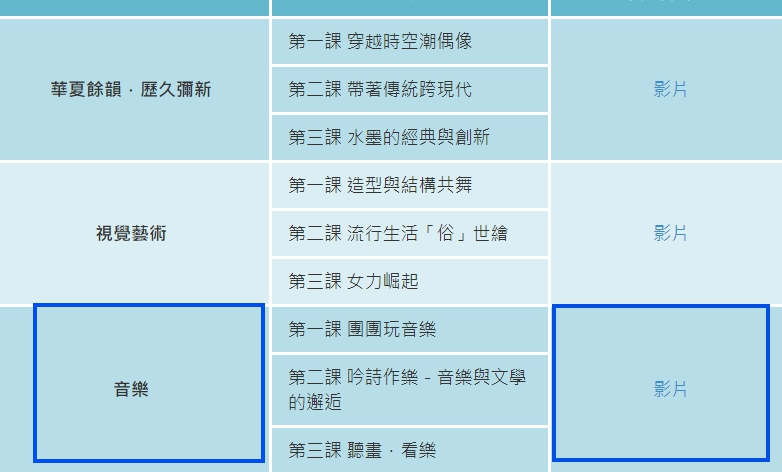 第一課 穿越時空潮偶像
華夏餘韻．歷久彌新
第二課 帶著傳統跨現代
影片
第三課 水墨的經典與創新
第一課 造型與結構共舞
視覺藝術
第二課 流行生活「俗」世繪
影片
第三課 女力崛起
第一課 團團玩音樂
音樂
第二課 吟詩作樂 - 音樂與文學
的邂逅
影片
第三課 聽畫．看樂